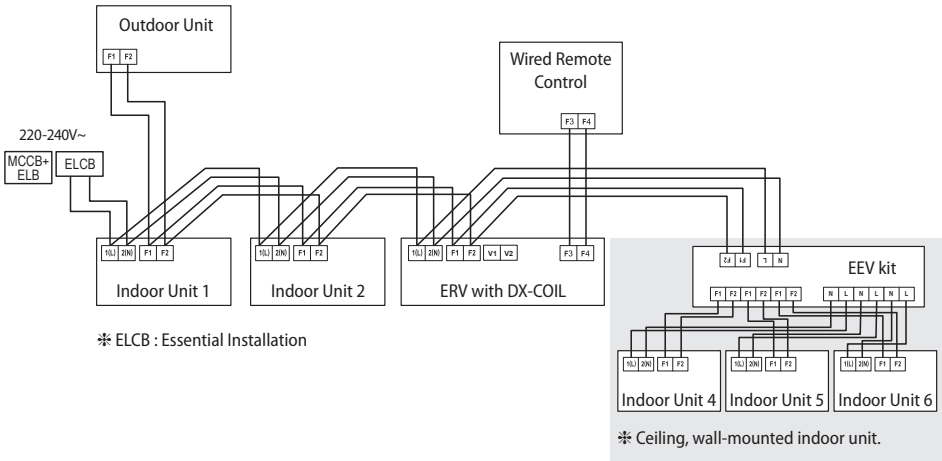 Outdoor Unit
F1 F2
Wired Remote
Control
F3 F4
220-240V~
MCCB+
ELB
ELCB
1(L) 2(N) F1 F2
Indoor Unit 1
1(L) 2(N) F1 F2
Indoor Unit 2
1(L) 2(N) F1 F2 V1 V2 F3 F4
ERV with DX-COIL
F2 F1 L N
EEV kit
F1 F2 F1 F2 F1 F2 N L N L N L
1(L) 2(N) F1 F2
Indoor Unit 4
1(L) 2(N) F1 F2
Indoor Unit 5
1(L) 2(N) F1 F2
Indoor Unit 6
❈ ELCB : Essential Installation
❈ Ceiling, wall-mounted indoor unit.